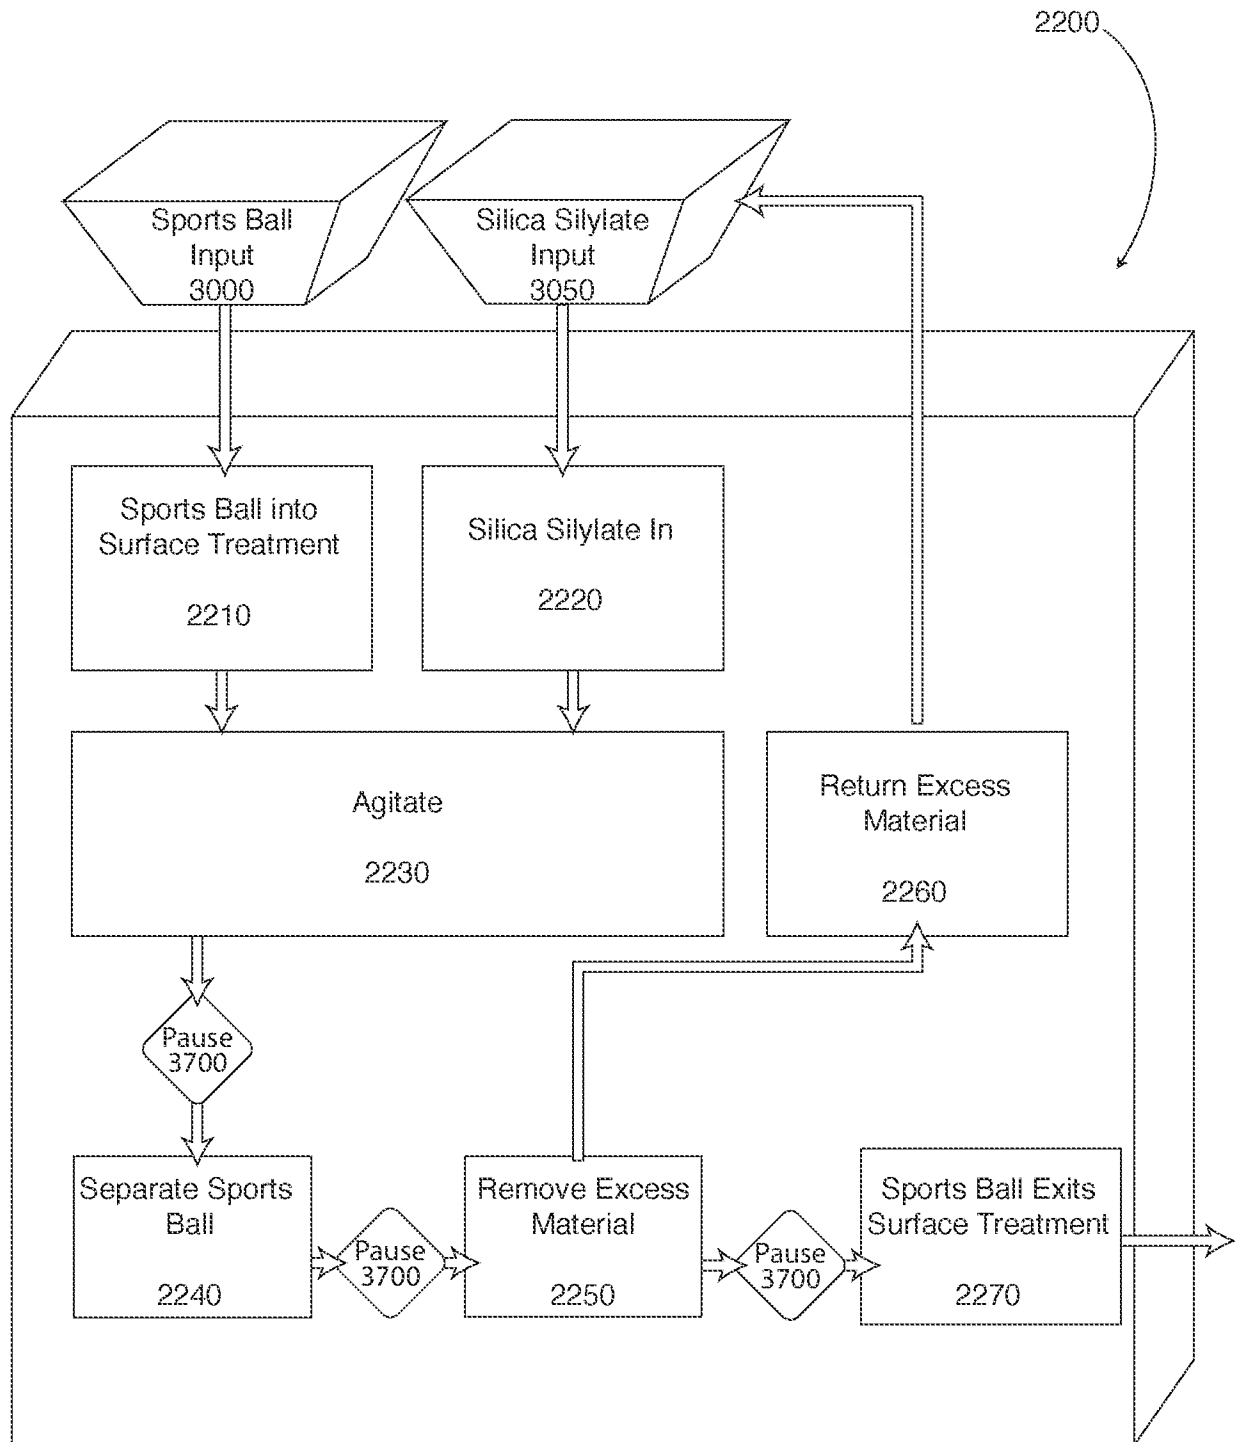 2200
Sports Ball
Input
3000
Silica Silylate
Input
3050
Sports Ball into
Surface Treatment
2210
Silica Silylate In
2220
Agitate
2230
Return Excess
Material
2260
Pause
3700
Separate Sports
Ball
2240
Pause
3700
Remove Excess
Material
2250
Pause
3700
Sports Ball Exits
Surface Treatment
2270